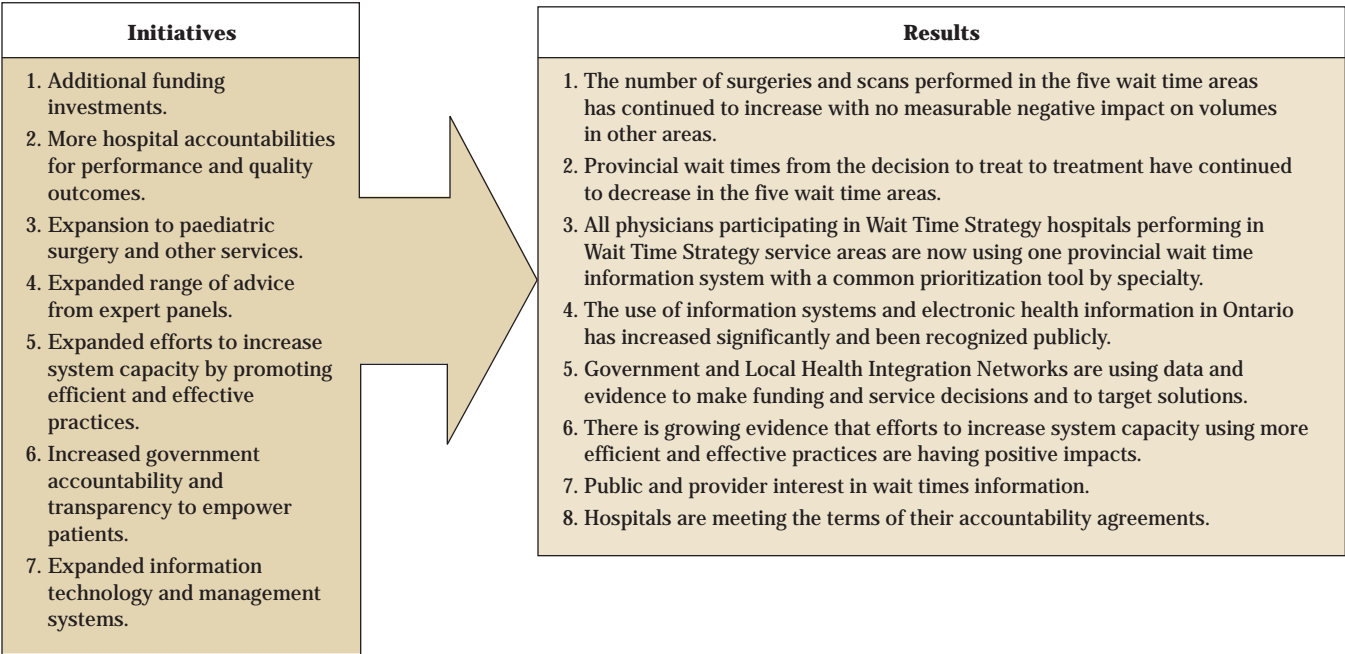 Initiatives
1. Additional funding
investments.
2. More hospital accountabilities
for performance and quality
outcomes.
3. Expansion to paediatric
surgery and other services.
4. Expanded range of advice
from expert panels.
5. Expanded efforts to increase
system capacity by promoting
efficient and effective
practices.
6. Increased government
accountability and
transparency to empower
patients.
7. Expanded information
technology and management
systems.
Results
1. The number of surgeries and scans performed in the five wait time areas
has continued to increase with no measurable negative impact on volumes
in other areas.
2. Provincial wait times from the decision to treat to treatment have continued
to decrease in the five wait time areas.
3. All physicians participating in Wait Time Strategy hospitals performing in
Wait Time Strategy service areas are now using one provincial wait time
information system with a common prioritization tool by specialty.
4. The use of information systems and electronic health information in Ontario
has increased significantly and been recognized publicly.
5. Government and Local Health Integration Networks are using data and
evidence to make funding and service decisions and to target solutions.
6. There is growing evidence that efforts to increase system capacity using more
efficient and effective practices are having positive impacts.
7. Public and provider interest in wait times information.
8. Hospitals are meeting the terms of their accountability agreements.